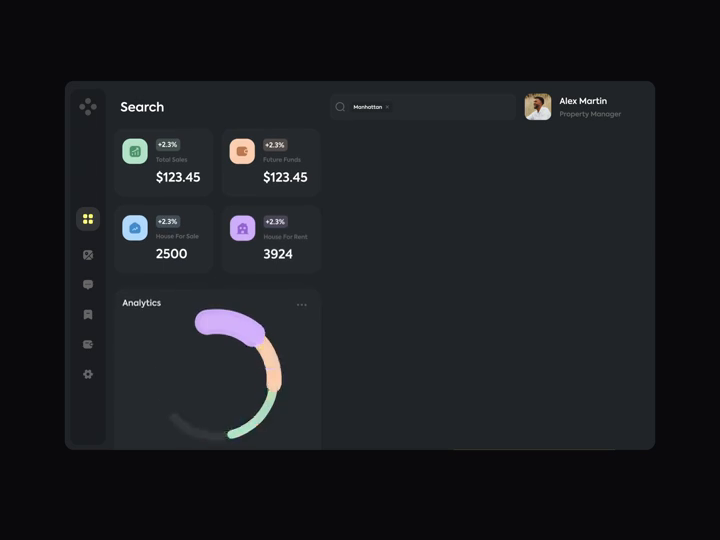 Search
Manhattan ×
Alex Martin
Property Manager
+2.3%
Total Sales
$123.45
+2.3%
Future Funds
$123.45
+2.3%
House For Sale
2500
+2.3%
House For Rent
3924
Analytics